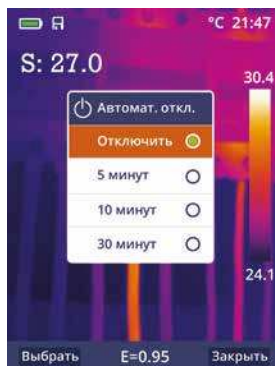 °C 21:47
S: 27.0
30.4
Автомат. откл.
Отключить
5 минут
10 минут
30 минут
24.1
Выбрать E=0.95 Закрыть